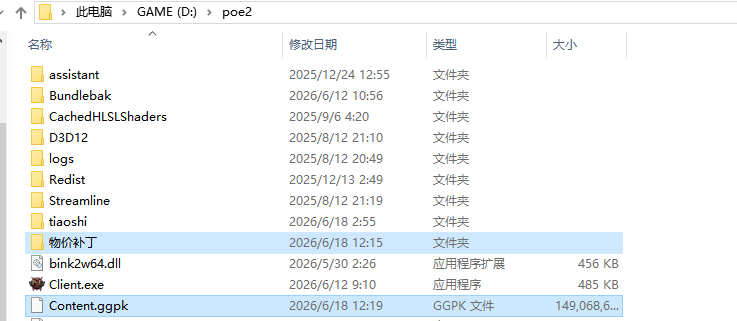 此电脑 > GAME (D:) > poe2
名称 修改日期 类型 大小
assistant 2025/12/24 12:55 文件夹
Bundlebak 2026/6/12 10:56 文件夹
CachedHLSLShaders 2025/9/6 4:20 文件夹
D3D12 2025/8/12 21:10 文件夹
logs 2025/8/12 20:49 文件夹
Redist 2025/12/13 2:49 文件夹
Streamline 2025/8/12 21:19 文件夹
tiaoshi 2026/6/18 2:55 文件夹
物价补丁 2026/6/18 12:15 文件夹
bink2w64.dll 2026/5/30 2:26 应用程序扩展 456 KB
Client.exe 2026/6/12 9:10 应用程序 485 KB
Content.ggpk 2026/6/18 12:19 GGPK 文件 149,068,6...